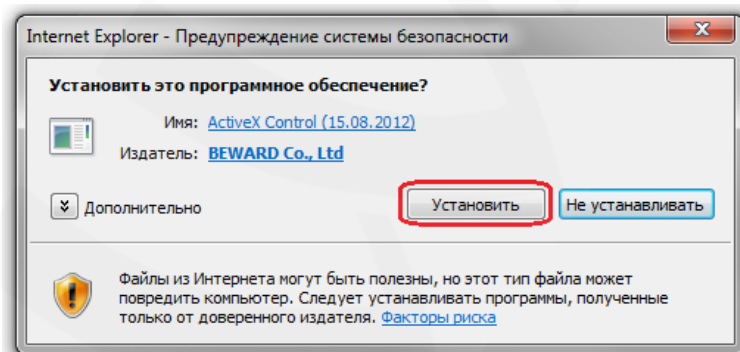 Internet Explorer - Предупреждение системы безопасности
Установить это программное обеспечение?
Имя: ActiveX Control (15.08.2012)
Издатель: BEWARD Co., Ltd
Дополнительно
Установить
Не устанавливать
Файлы из Интернета могут быть полезны, но этот тип файла может
повредить компьютер. Следует устанавливать программы, полученные
только от доверенного издателя. Факторы риска